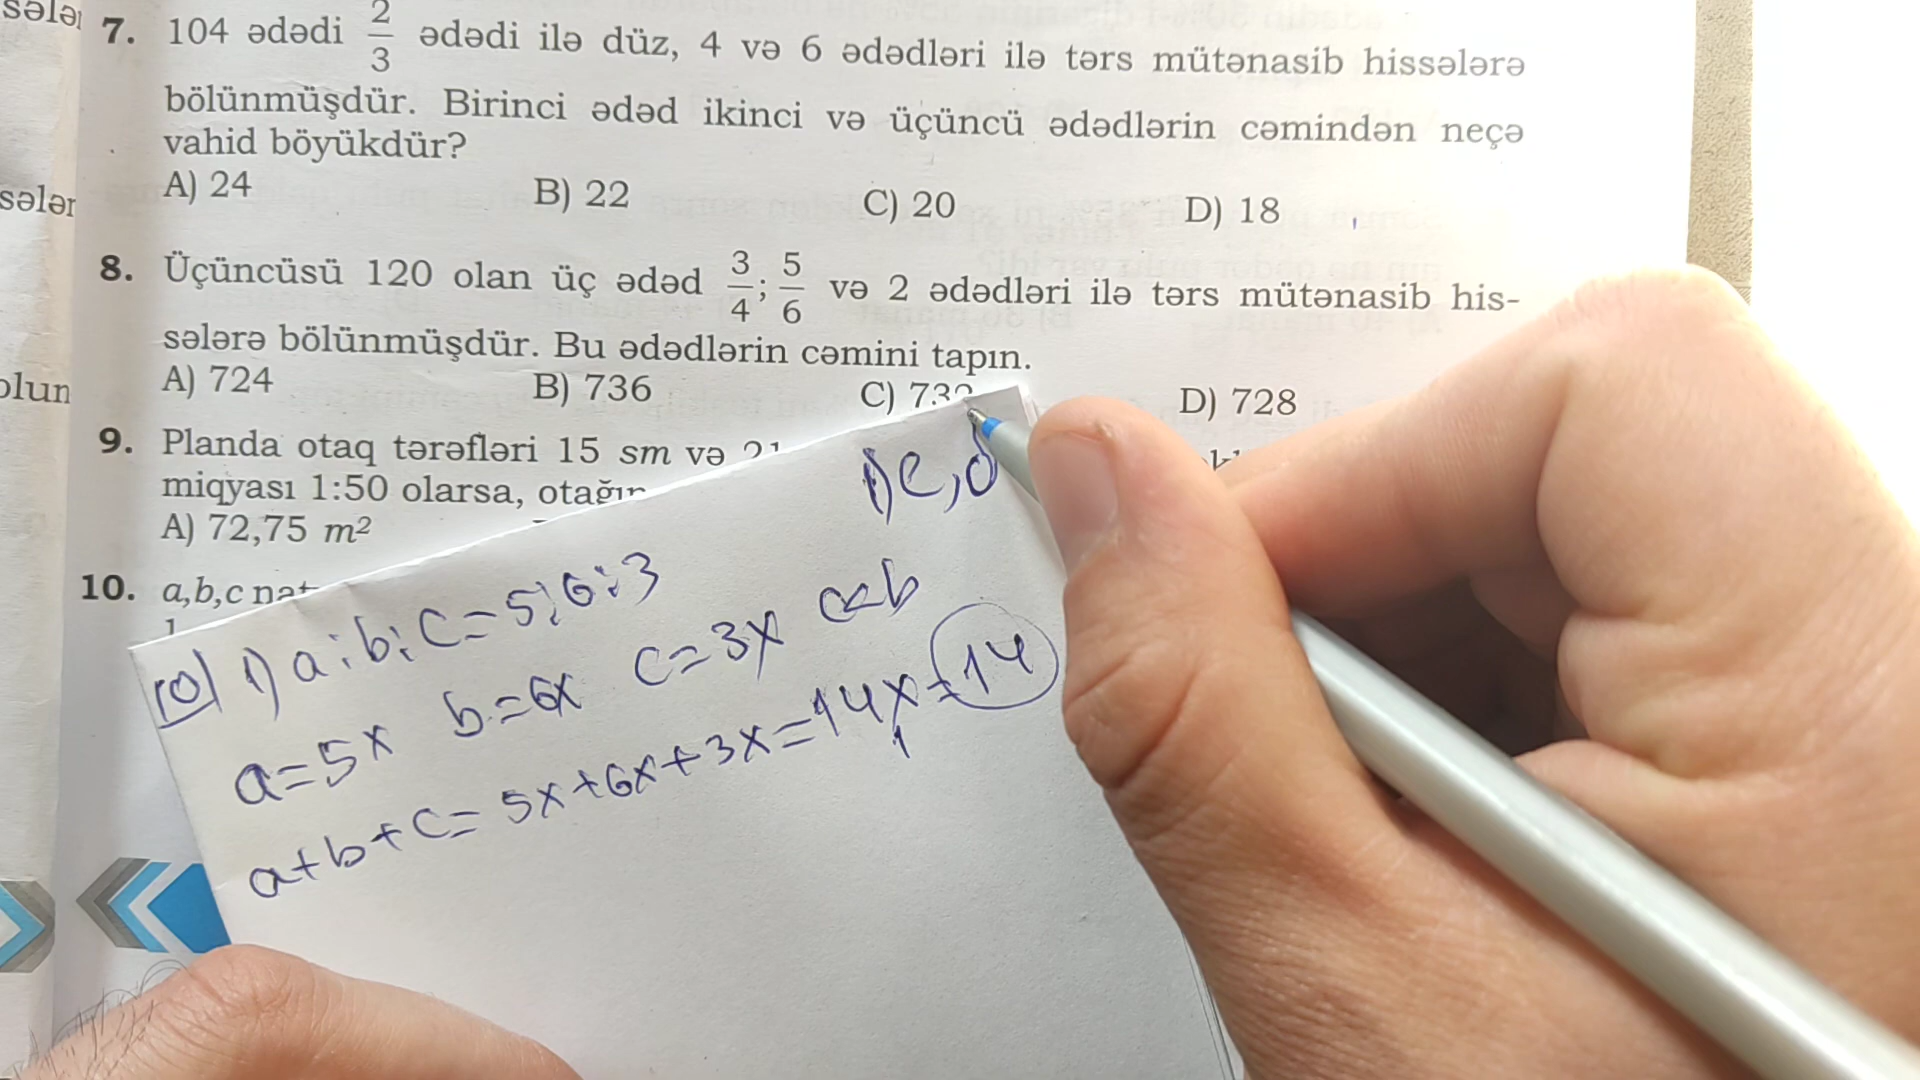 7. 104 ədədi 2/3 ədədi ilə düz, 4 və 6 ədədləri ilə tərs mütənasib hissələrə
bölünmüşdür. Birinci ədəd ikinci və üçüncü ədədlərin cəmindən neçə
vahid böyükdür?
A) 24 B) 22 C) 20 D) 18
sələr
8. Üçüncüsü 120 olan üç ədəd 3/4; 5/6 və 2 ədədləri ilə tərs mütənasib his-
sələrə bölünmüşdür. Bu ədədlərin cəmini tapın.
A) 724 B) 736 C) 732 D) 728
9. Planda otaq tərəfləri 15 sm və 21
miqyası 1:50 olarsa,
A) 72,75 m²
10. a,b,c
1) e, d
10) 1) a:b:c=5:6:3
a=5x b=6x c=3x c<b
a+b+c=5x+6x+3x=14x=14
1